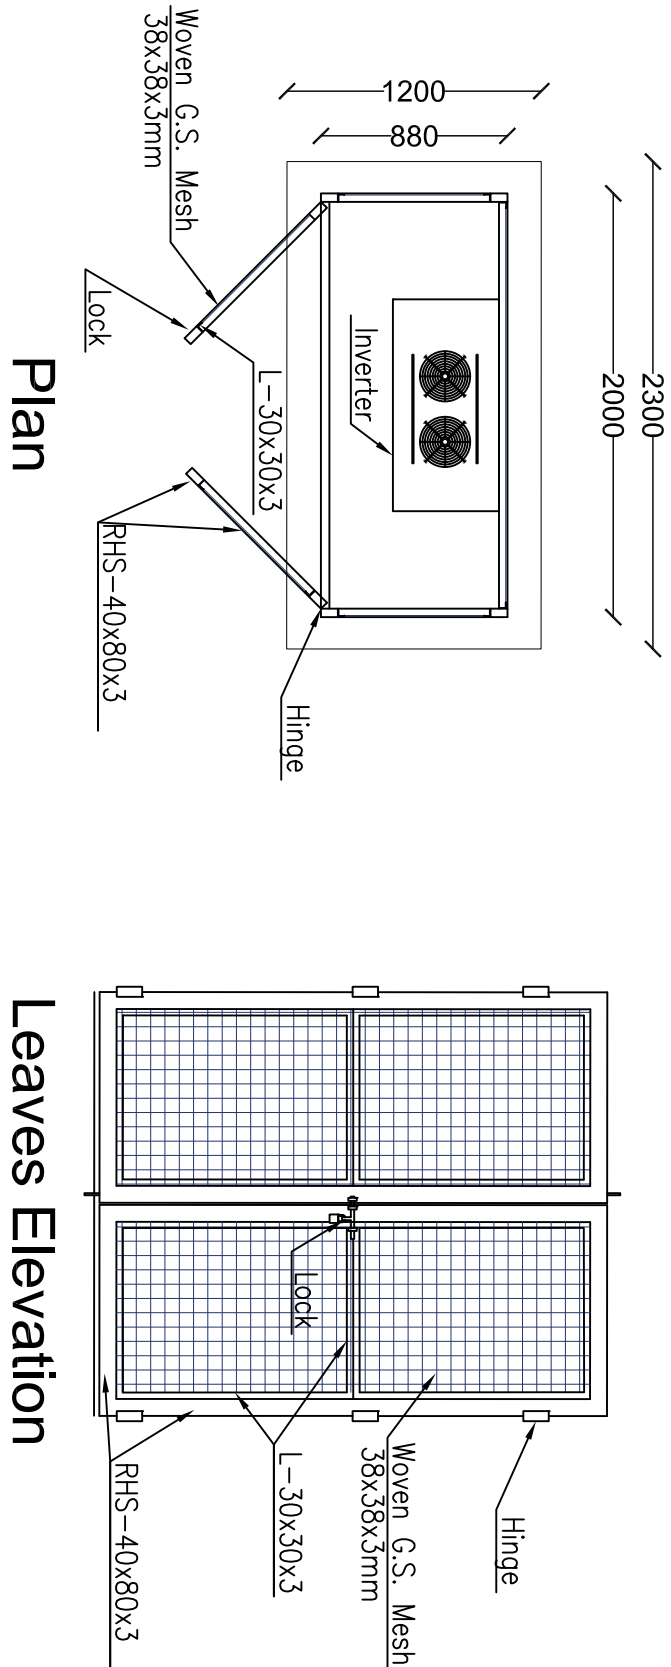 2300
2000
1200
880
Inverter
Woven G.S. Mesh
38x38x3mm
L-30x30x3
Lock
Hinge
RHS-40x80x3
Plan
Hinge
Woven G.S. Mesh
38x38x3mm
Lock
L-30x30x3
RHS-40x80x3
Leaves Elevation